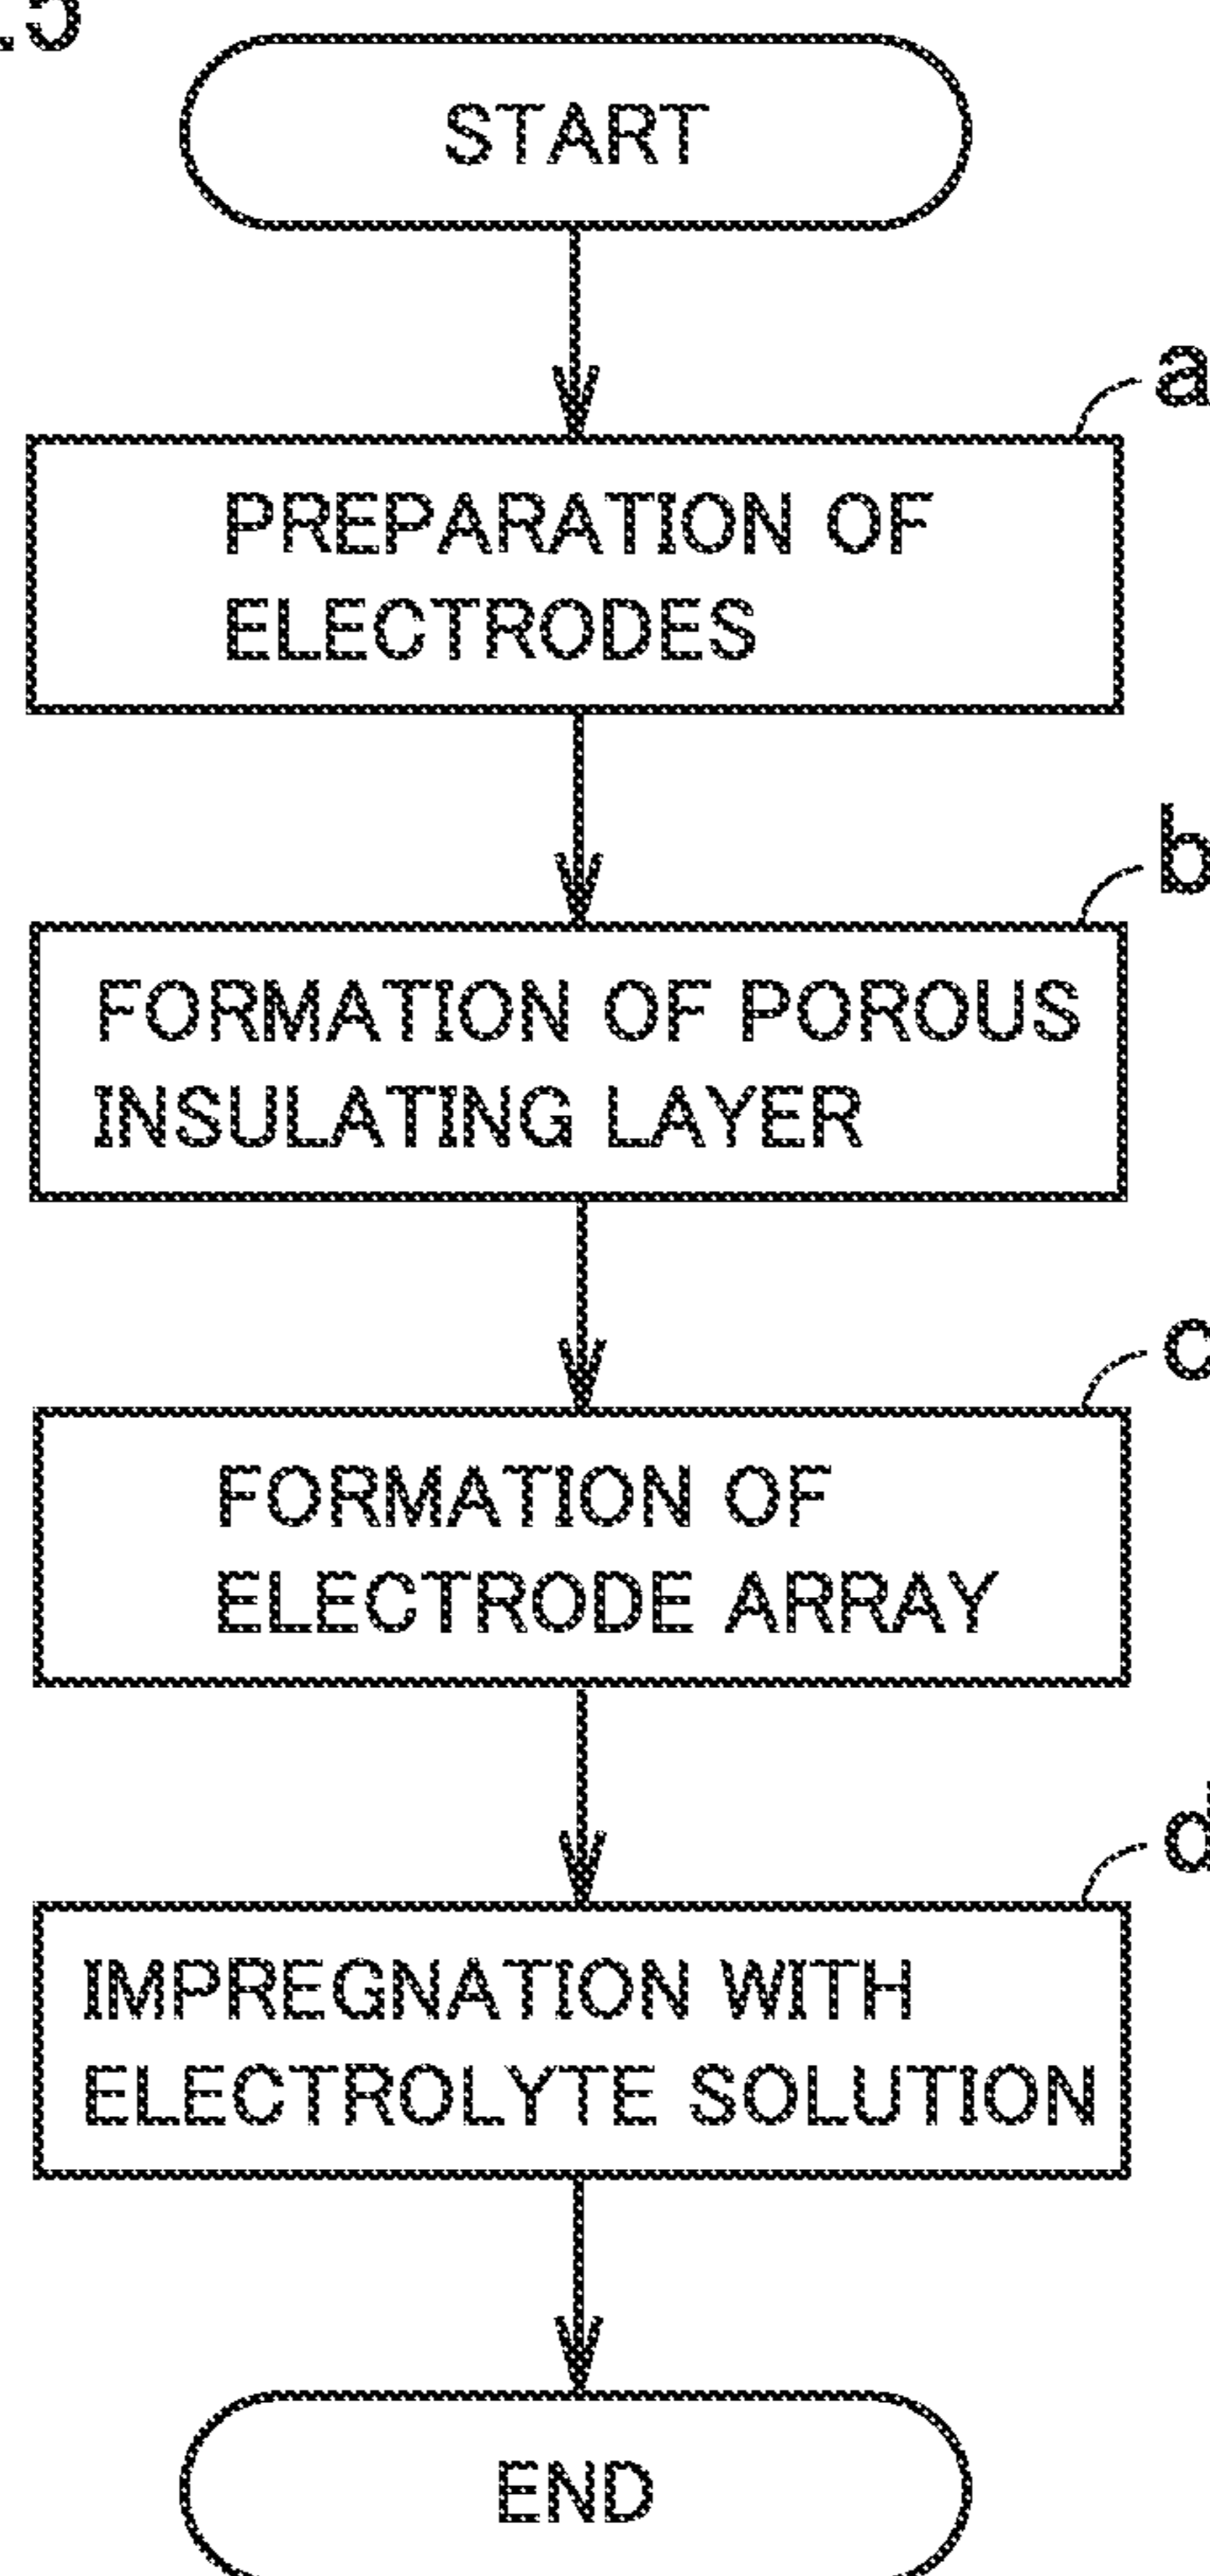 START
a
PREPARATION OF
ELECTRODES
b
FORMATION OF POROUS
INSULATING LAYER
c
FORMATION OF
ELECTRODE ARRAY
d
IMPREGNATION WITH
ELECTROLYTE SOLUTION
END